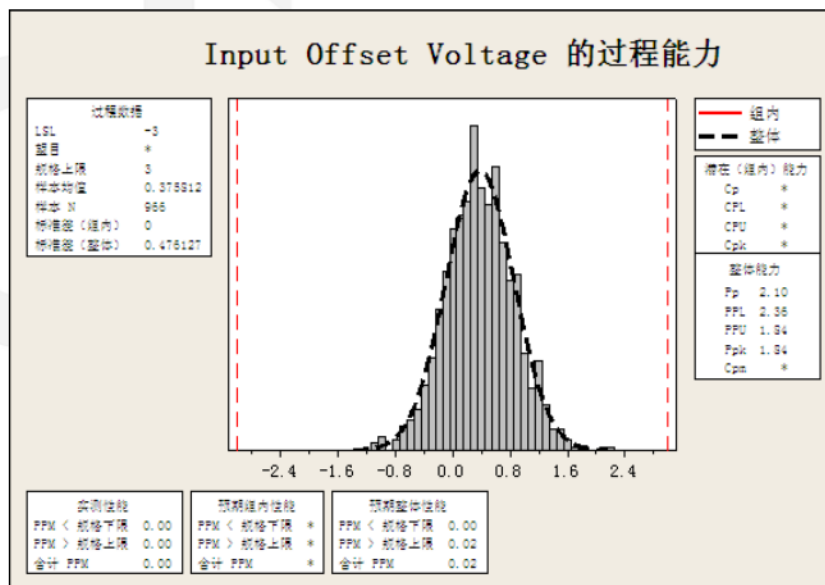 Input Offset Voltage 的过程能力
过程数据
LSL -3
望目 *
规格上限 3
样本均值 0.375812
样本 N 966
标准差（组内） 0
标准差（整体） 0.476127
组内
整体
潜在（组内）能力
Cp *
CPL *
CPU *
Cpk *
整体能力
Pp 2.10
PPL 2.36
PPU 1.84
Ppk 1.84
Cpm *
-2.4 -1.6 -0.8 0.0 0.8 1.6 2.4
实测性能
PPM < 规格下限 0.00
PPM > 规格上限 0.00
合计 PPM 0.00
预期组内性能
PPM < 规格下限 *
PPM > 规格上限 *
合计 PPM *
预期整体性能
PPM < 规格下限 0.00
PPM > 规格上限 0.02
合计 PPM 0.02